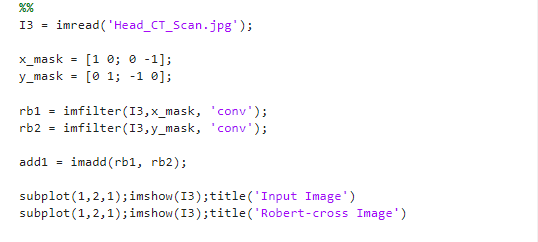 %%
I3 = imread('Head_CT_Scan.jpg');
x_mask = [1 0; 0 -1];
y_mask = [0 1; -1 0];
rb1 = imfilter(I3,x_mask, 'conv');
rb2 = imfilter(I3,y_mask, 'conv');
add1 = imadd(rb1, rb2);
subplot(1,2,1);imshow(I3);title('Input Image')
subplot(1,2,1);imshow(I3);title('Robert-cross Image')